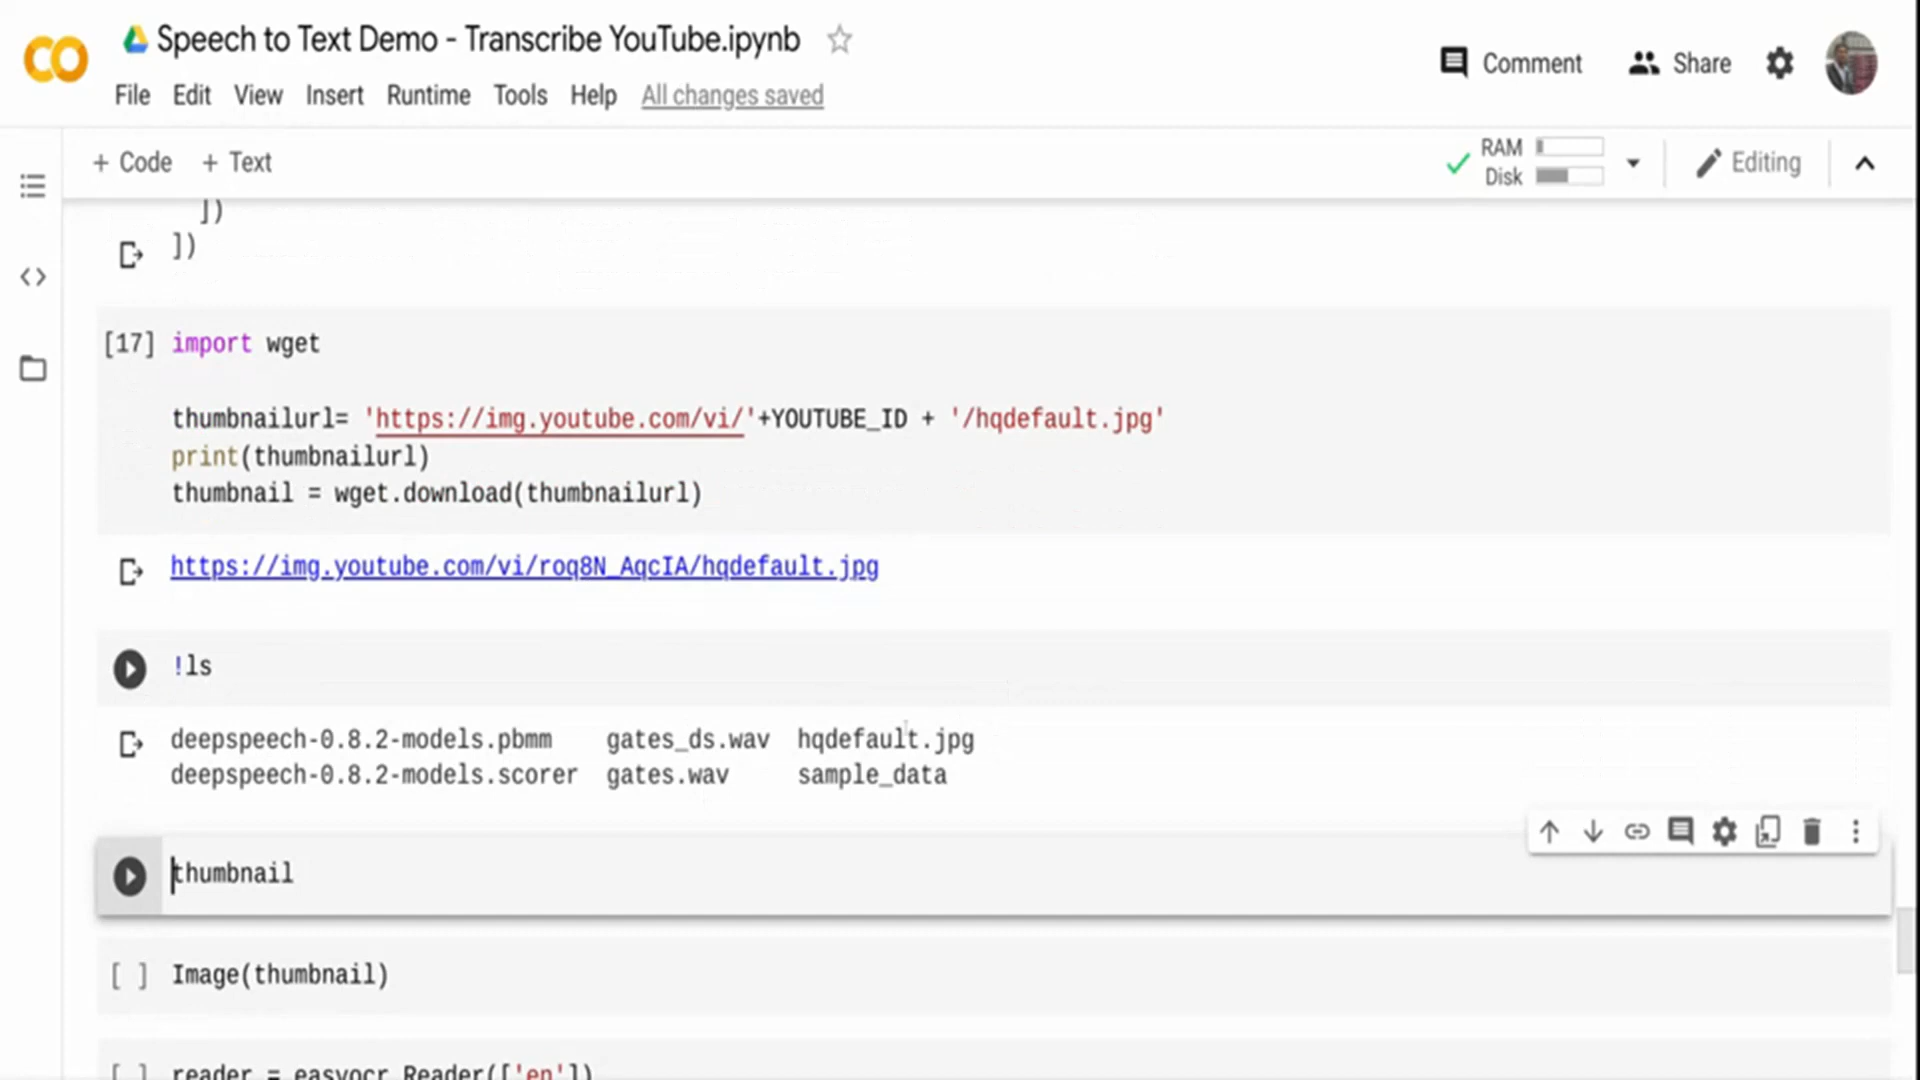 Speech to Text Demo - Transcribe YouTube.ipynb
Comment
Share
File Edit View Insert Runtime Tools Help All changes saved
+ Code + Text
RAM
Disk
Editing
])
])
[17] import wget
thumbnailurl= 'https://img.youtube.com/vi/'+YOUTUBE_ID + '/hqdefault.jpg'
print(thumbnailurl)
thumbnail = wget.download(thumbnailurl)
https://img.youtube.com/vi/roq8N_AqcIA/hqdefault.jpg
!ls
deepspeech-0.8.2-models.pbmm gates_ds.wav hqdefault.jpg
deepspeech-0.8.2-models.scorer gates.wav sample_data
thumbnail
[ ] Image(thumbnail)
[ ] reader = easyocr.Reader(['en'])